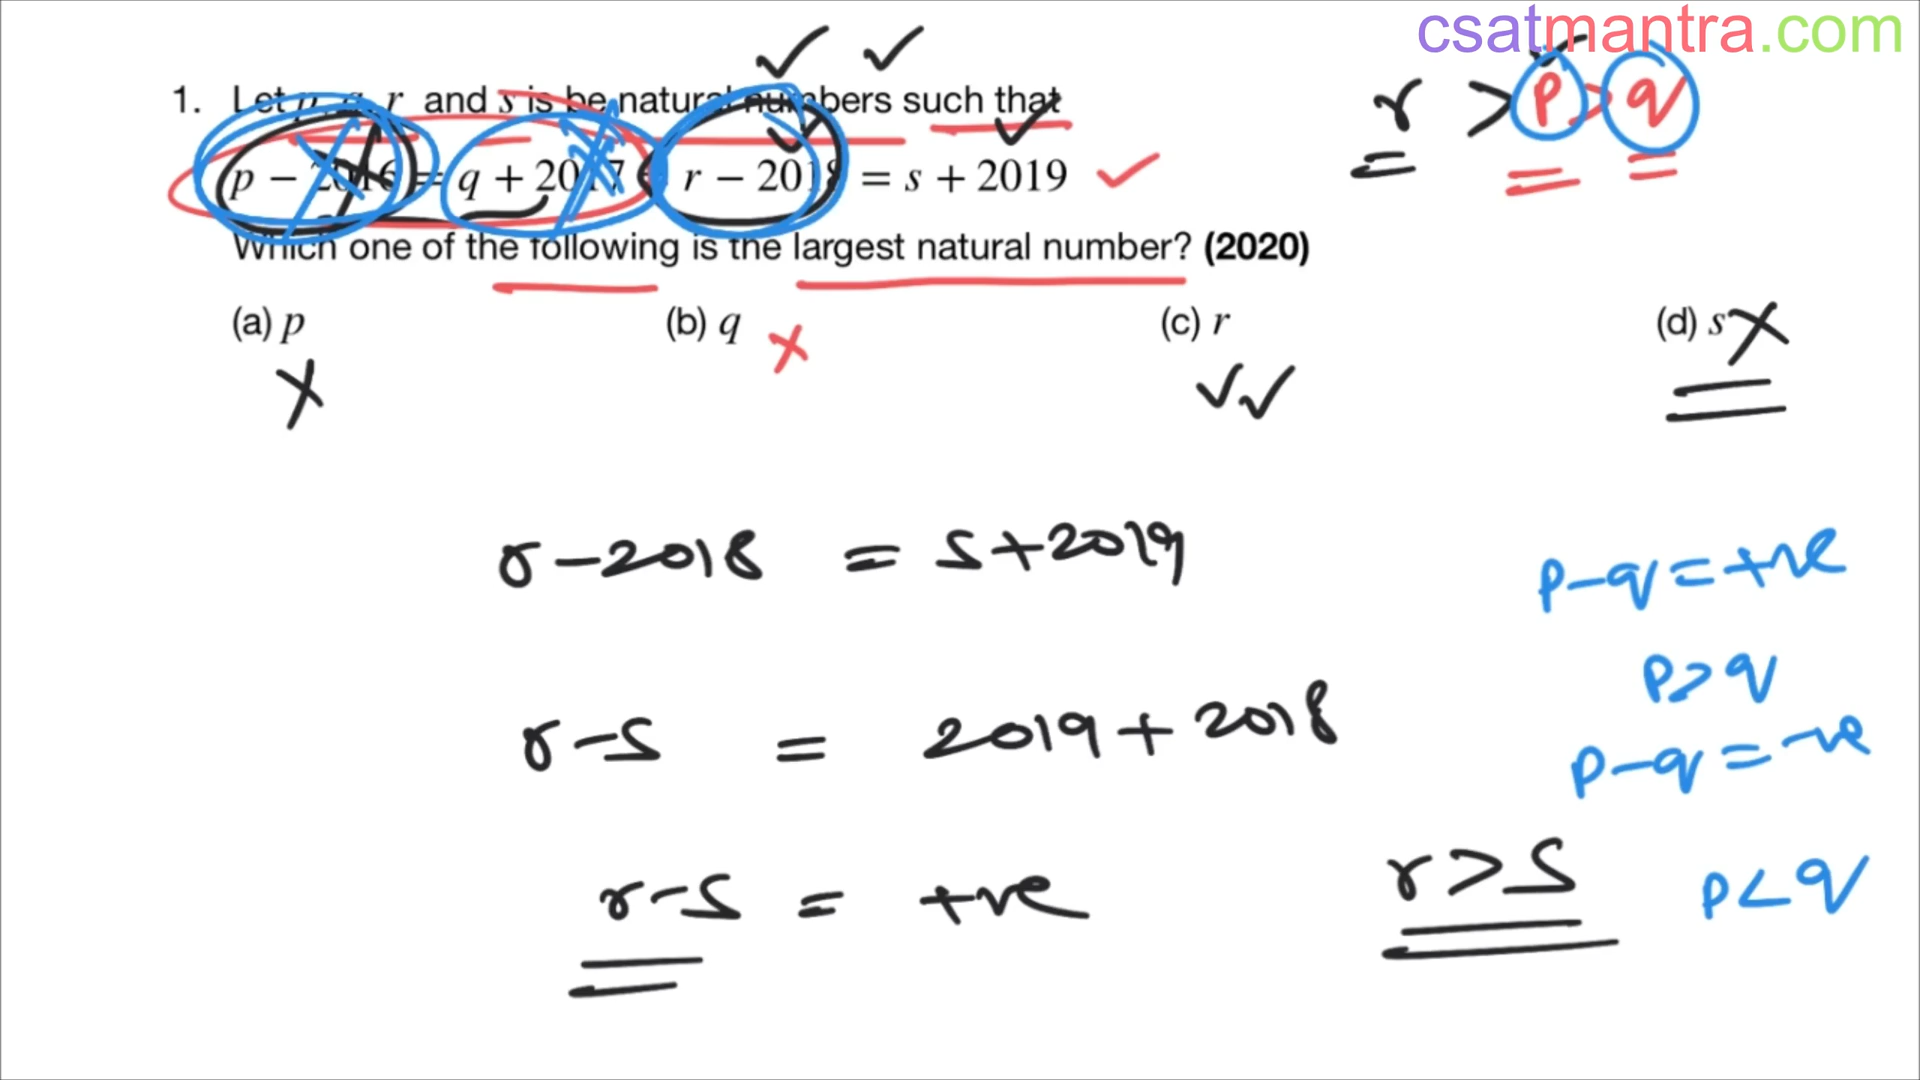 csatmantra.com
1. Let p, q, r and s is be natural numbers such that
p − 2016 = q + 2017 = r − 2018 = s + 2019
r > p > q
Which one of the following is the largest natural number? (2020)
(a) p (b) q (c) r (d) s
r-2018 = s+2019
p-q=+ve
p>q
r-s = 2019+2018
p-q=-ve
r-s = +ve
r>s
p<q